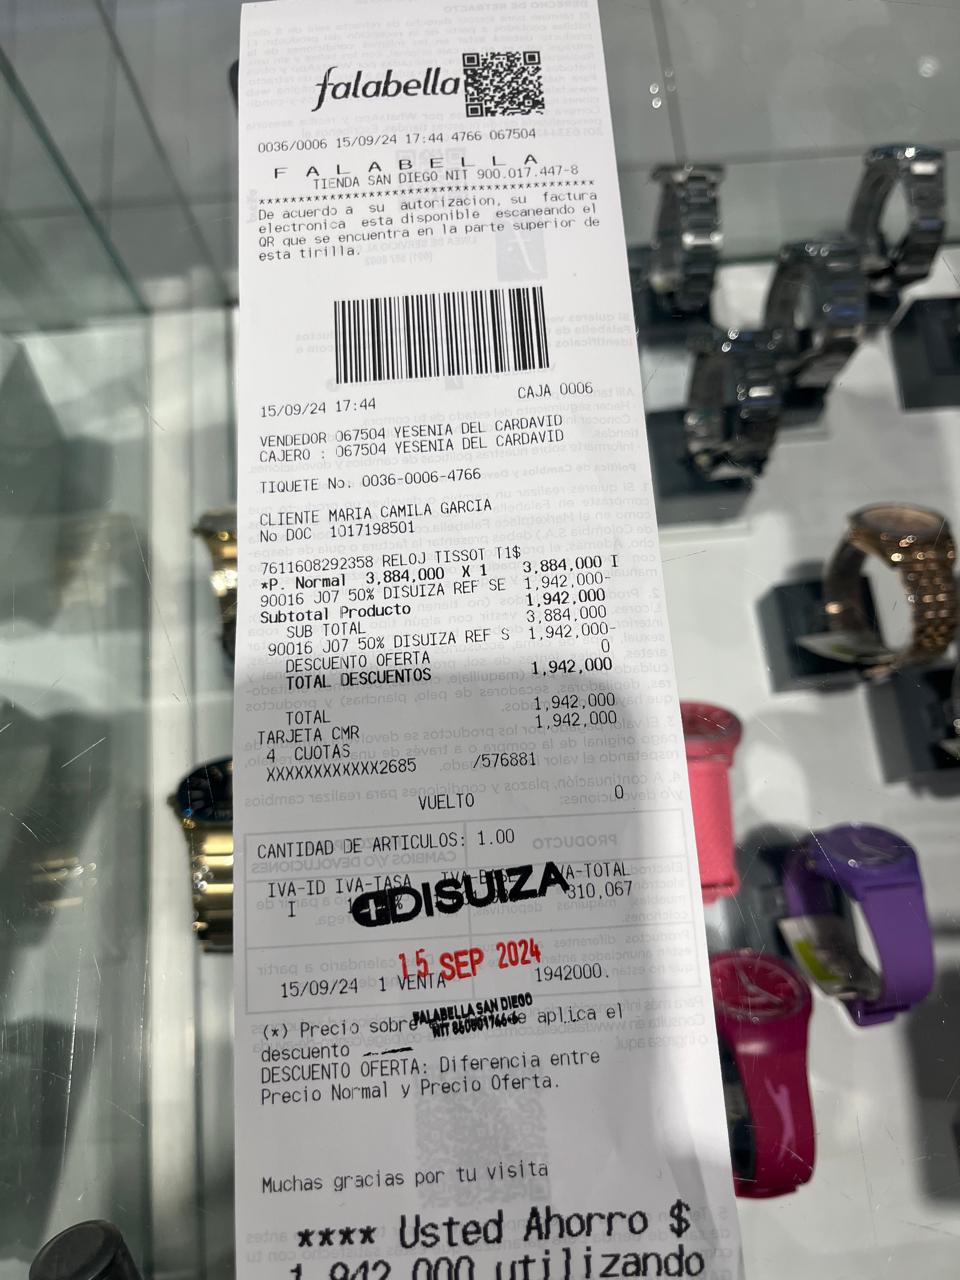 falabella
0036/0006 15/09/24 17:44 4766 067504
F A L A B E L L A
TIENDA SAN DIEGO NIT 900.017.447-8
******************************************
De acuerdo a su autorizacion, su factura
electronica esta disponible escaneando el
QR que se encuentra en la parte superior de
esta tirilla.
15/09/24 17:44 CAJA 0006
VENDEDOR 067504 YESENIA DEL CARDAVID
CAJERO : 067504 YESENIA DEL CARDAVID
TIQUETE No. 0036-0006-4766
CLIENTE MARIA CAMILA GARCIA
No DOC 1017198501
7611608292358 RELOJ TISSOT T1$
*P. Normal 3,884,000 X 1 3,884,000 I
90016 J07 50% DISUIZA REF SE 1,942,000-
Subtotal Producto 1,942,000
SUB TOTAL 3,884,000
90016 J07 50% DISUIZA REF S 1,942,000-
DESCUENTO OFERTA 0
TOTAL DESCUENTOS 1,942,000
TOTAL 1,942,000
TARJETA CMR 1,942,000
4 CUOTAS
XXXXXXXXXXXX2685 /576881
VUELTO 0
CANTIDAD DE ARTICULOS: 1.00
IVA-ID IVA-TASA IVA-TOTAL
I 310,067
DISUIZA
15 SEP 2024
15/09/24 1 VENTA 1942000.
FALABELLA SAN DIEGO
(*) Precio sobre aplica el
descuento
DESCUENTO OFERTA: Diferencia entre
Precio Normal y Precio Oferta.
Muchas gracias por tu visita
**** Usted Ahorro $
1,942,000 utilizando